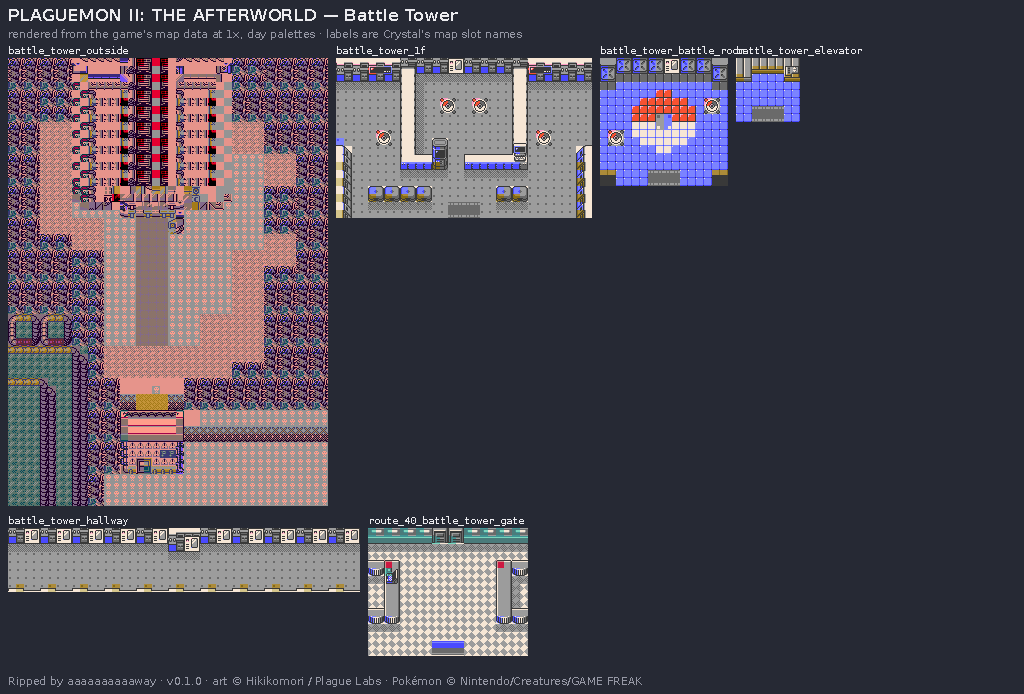 PLAGUEMON II: THE AFTERWORLD — Battle Tower
rendered from the game's map data at 1x, day palettes · labels are Crystal's map slot names
battle_tower_outside
battle_tower_1f
battle_tower_battle_room
battle_tower_elevator
battle_tower_hallway
route_40_battle_tower_gate
Ripped by aaaaaaaaaaway · v0.1.0 · art © Hikikomori / Plague Labs · Pokémon © Nintendo/Creatures/GAME FREAK